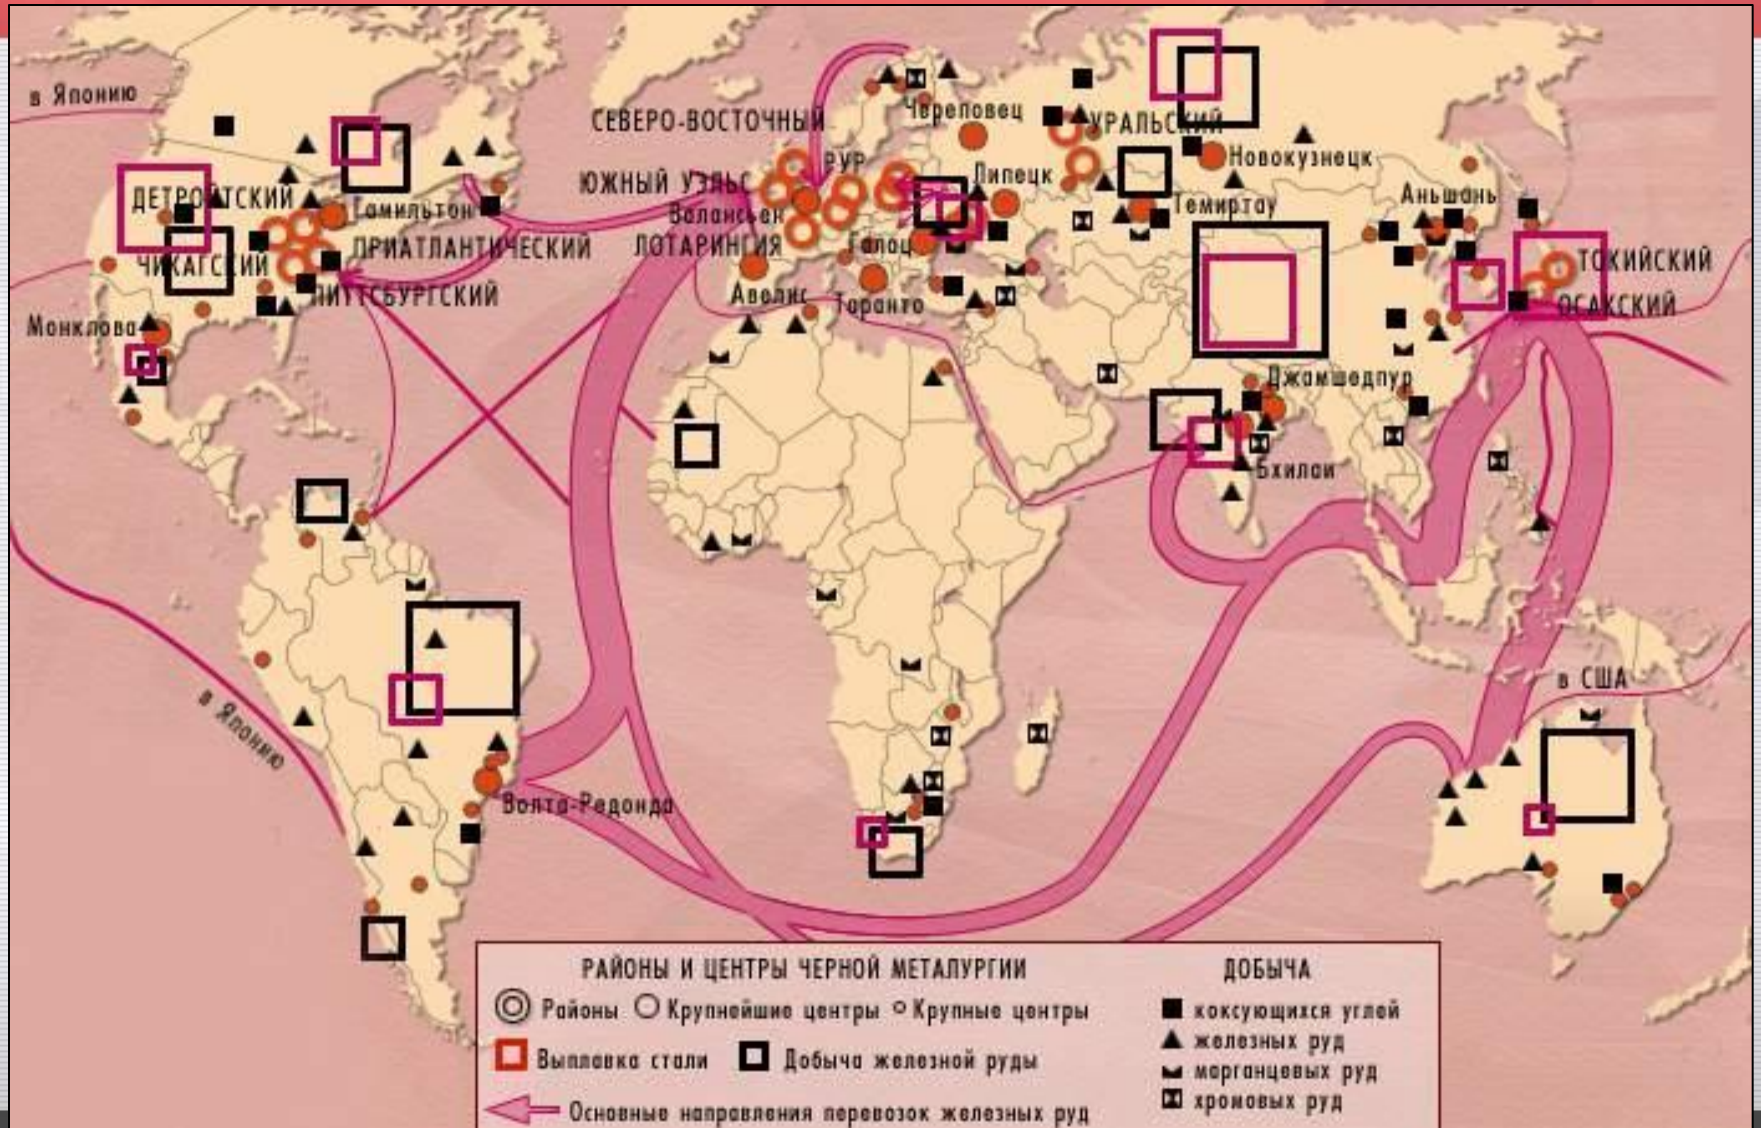 в Японию
СЕВЕРО-ВОСТОЧНЫЙ
Череповец
УРАЛЬСКИЙ
РУР
Новокузнецк
ЮЖНЫЙ УЭЛЬС
Липецк
ДЕТРОЙТСКИЙ
Гамильтон
Валансьен
Темиртау
Аньшань
ПРИАТЛАНТИЧЕСКИЙ
ЛОТАРИНГИЯ
Галац
ЧИКАГСКИЙ
ТОКИЙСКИЙ
ПИТТСБУРГСКИЙ
Авелис
Таранто
ОСАКСКИЙ
Монклова
Джамшедпур
Бхилаи
в США
в Японию
Волта-Редонда
РАЙОНЫ И ЦЕНТРЫ ЧЕРНОЙ МЕТАЛУРГИИ
Районы
Крупнейшие центры
Крупные центры
Выплавка стали
Добыча железной руды
Основные направления перевозок железных руд
ДОБЫЧА
коксующихся углей
железных руд
марганцевых руд
хромовых руд